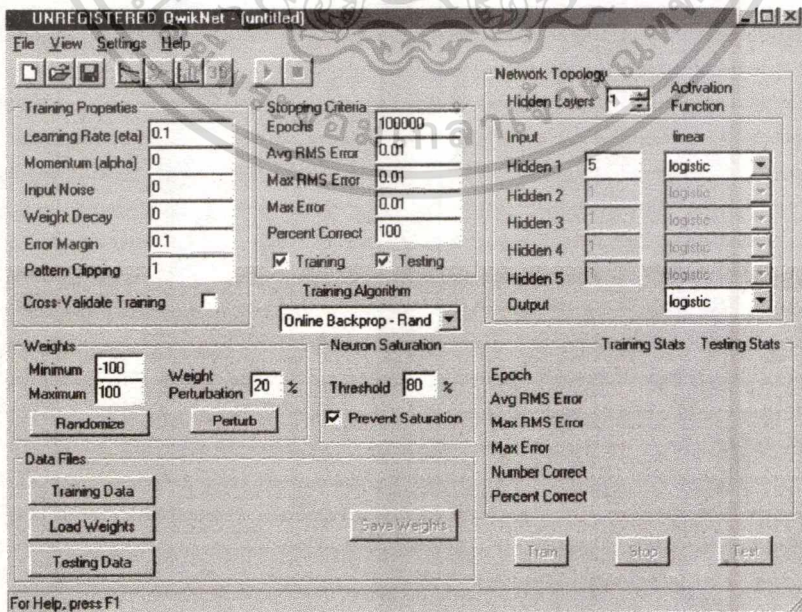 UNREGISTERED QwikNet - (untitled)
File View Settings Help
3D
Training Properties
Learning Rate (eta) 0.1
Momentum (alpha) 0
Input Noise 0
Weight Decay 0
Error Margin 0.1
Pattern Clipping 1
Cross-Validate Training
Stopping Criteria
Epochs 100000
Avg RMS Error 0.01
Max RMS Error 0.01
Max Error 0.01
Percent Correct 100
Training Testing
Training Algorithm
Online Backprop - Rand
Network Topology
Hidden Layers 1
Activation
Function
Input linear
Hidden 1 5 logistic
Hidden 2 1 logistic
Hidden 3 1 logistic
Hidden 4 1 logistic
Hidden 5 1 logistic
Output logistic
Weights
Minimum -100
Maximum 100
Weight
Perturbation 20 %
Randomize Perturb
Neuron Saturation
Threshold 80 %
Prevent Saturation
Training Stats Testing Stats
Epoch
Avg RMS Error
Max RMS Error
Max Error
Number Correct
Percent Correct
Data Files
Training Data
Load Weights
Save Weights
Testing Data
Train Stop Test
For Help, press F1